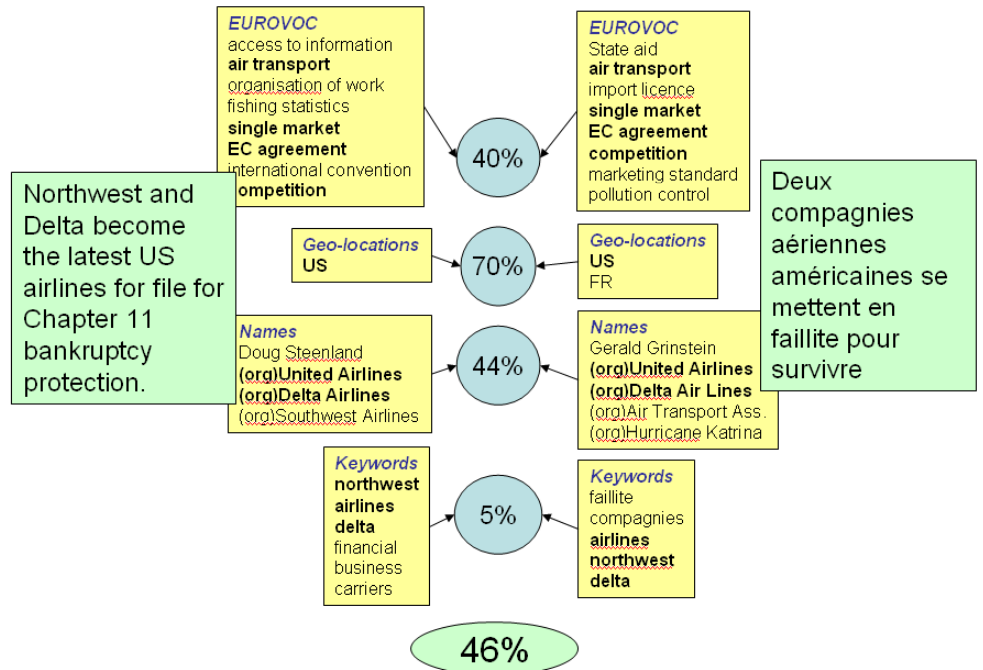 EUROVOC
access to information
air transport
organisation of work
fishing statistics
single market
EC agreement
international convention
competition
EUROVOC
State aid
air transport
import licence
single market
EC agreement
competition
marketing standard
pollution control
40%
Northwest and
Delta become
the latest US
airlines for file for
Chapter 11
bankruptcy
protection.
Deux
compagnies
aériennes
américaines se
mettent en
faillite pour
survivre
Geo-locations
US
70%
Geo-locations
US
FR
Names
Doug Steenland
(org)United Airlines
(org)Delta Airlines
(org)Southwest Airlines
44%
Names
Gerald Grinstein
(org)United Airlines
(org)Delta Air Lines
(org)Air Transport Ass.
(org)Hurricane Katrina
Keywords
northwest
airlines
delta
financial
business
carriers
5%
Keywords
faillite
compagnies
airlines
northwest
delta
46%